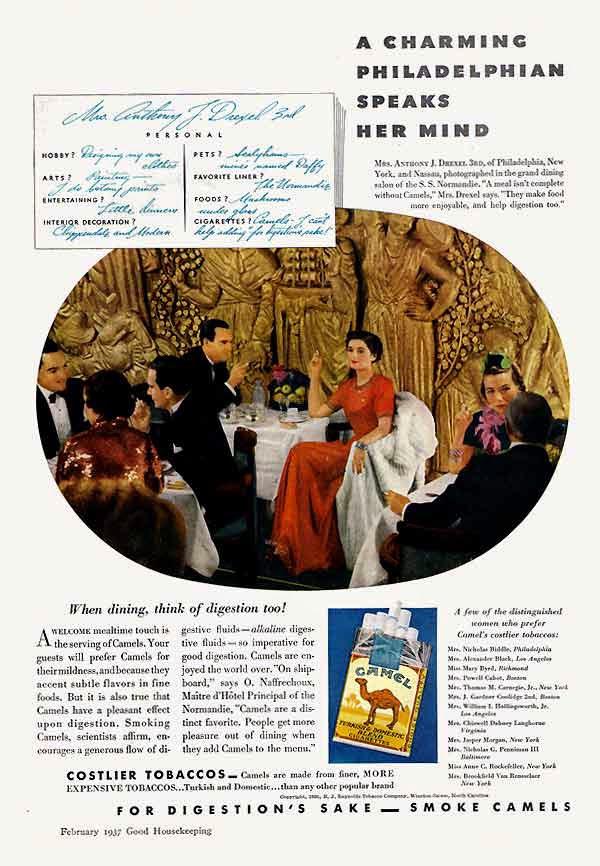 A CHARMING
PHILADELPHIAN
SPEAKS
HER MIND
Mrs. Anthony J. Drexel 3rd
PERSONAL
HOBBY? Designing my own
clothes
ARTS? Painting—
I do botany prints
ENTERTAINING?
Little dinners
INTERIOR DECORATION?
Chippendale and Modern
PETS? Sealyhams—
mine's named Daffy
FAVORITE LINER?
The Normandie
FOODS? Mushrooms
under glass
CIGARETTES? Camels—I can't
help adding "for digestion's sake!"
MRS. ANTHONY J. DREXEL 3RD, of Philadelphia, New
York, and Nassau, photographed in the grand dining
salon of the S. S. Normandie. "A meal isn't complete
without Camels," Mrs. Drexel says. "They make food
more enjoyable, and help digestion too."
When dining, think of digestion too!
A WELCOME mealtime touch is
the serving of Camels. Your
guests will prefer Camels for
their mildness, and because they
accent subtle flavors in fine
foods. But it is also true that
Camels have a pleasant effect
upon digestion. Smoking
Camels, scientists affirm, en-
courages a generous flow of di-
gestive fluids—alkaline diges-
tive fluids—so imperative for
good digestion. Camels are en-
joyed the world over. "On ship-
board," says O. Naffrechoux,
Maître d'Hôtel Principal of the
Normandie, "Camels are a dis-
tinct favorite. People get more
pleasure out of dining when
they add Camels to the menu."
CAMEL
TURKISH & DOMESTIC
BLEND
CIGARETTES
A few of the distinguished
women who prefer
Camel's costlier tobaccos:
Mrs. Nicholas Biddle, Philadelphia
Mrs. Alexander Black, Los Angeles
Miss Mary Byrd, Richmond
Mrs. Powell Cabot, Boston
Mrs. Thomas M. Carnegie, Jr., New York
Mrs. J. Gardner Coolidge 2nd, Boston
Mrs. William I. Hollingsworth, Jr.
Los Angeles
Mrs. Chiswell Dabney Langhorne
Virginia
Mrs. Jasper Morgan, New York
Mrs. Nicholas G. Penniman III
Baltimore
Miss Anne C. Rockefeller, New York
Mrs. Brookfield Van Rensselaer
New York
COSTLIER TOBACCOS— Camels are made from finer, MORE
EXPENSIVE TOBACCOS...Turkish and Domestic...than any other popular brand
Copyright, 1936, R. J. Reynolds Tobacco Company, Winston-Salem, North Carolina
FOR DIGESTION'S SAKE — SMOKE CAMELS
February 1937 Good Housekeeping